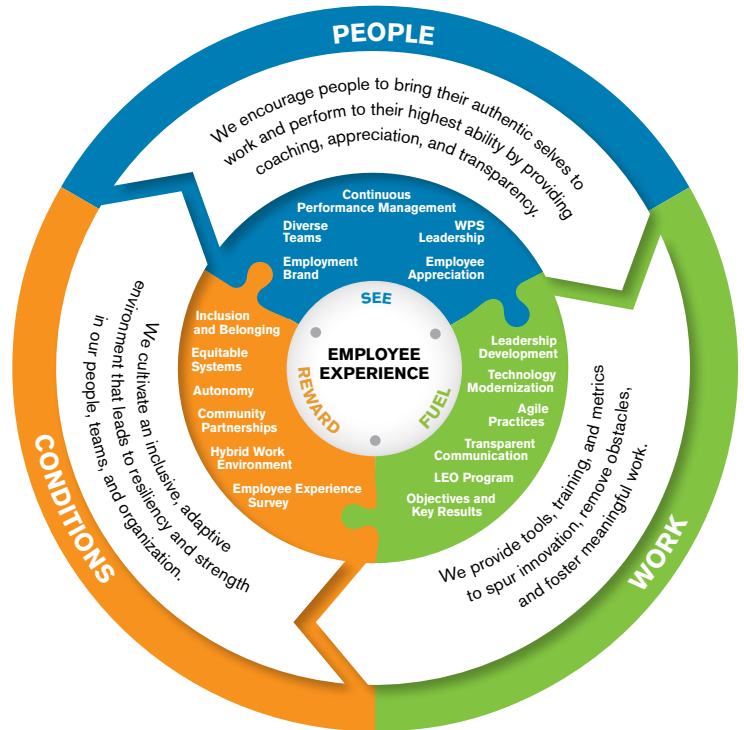 PEOPLE
We encourage people to bring their authentic selves to
work and perform to their highest ability by providing
coaching, appreciation, and transparency.
Continuous
Performance Management
Diverse
Teams
WPS
Leadership
Employment
Brand
Employee
Appreciation
SEE
EMPLOYEE
EXPERIENCE
REWARD
FUEL
Leadership
Development
Technology
Modernization
Agile
Practices
Transparent
Communication
LEO Program
Objectives and
Key Results
WORK
We provide tools, training, and metrics
to spur innovation, remove obstacles,
and foster meaningful work.
Inclusion
and Belonging
Equitable
Systems
Autonomy
Community
Partnerships
Hybrid Work
Environment
Employee Experience
Survey
CONDITIONS
We cultivate an inclusive, adaptive
environment that leads to resiliency and strength
in our people, teams, and organization.